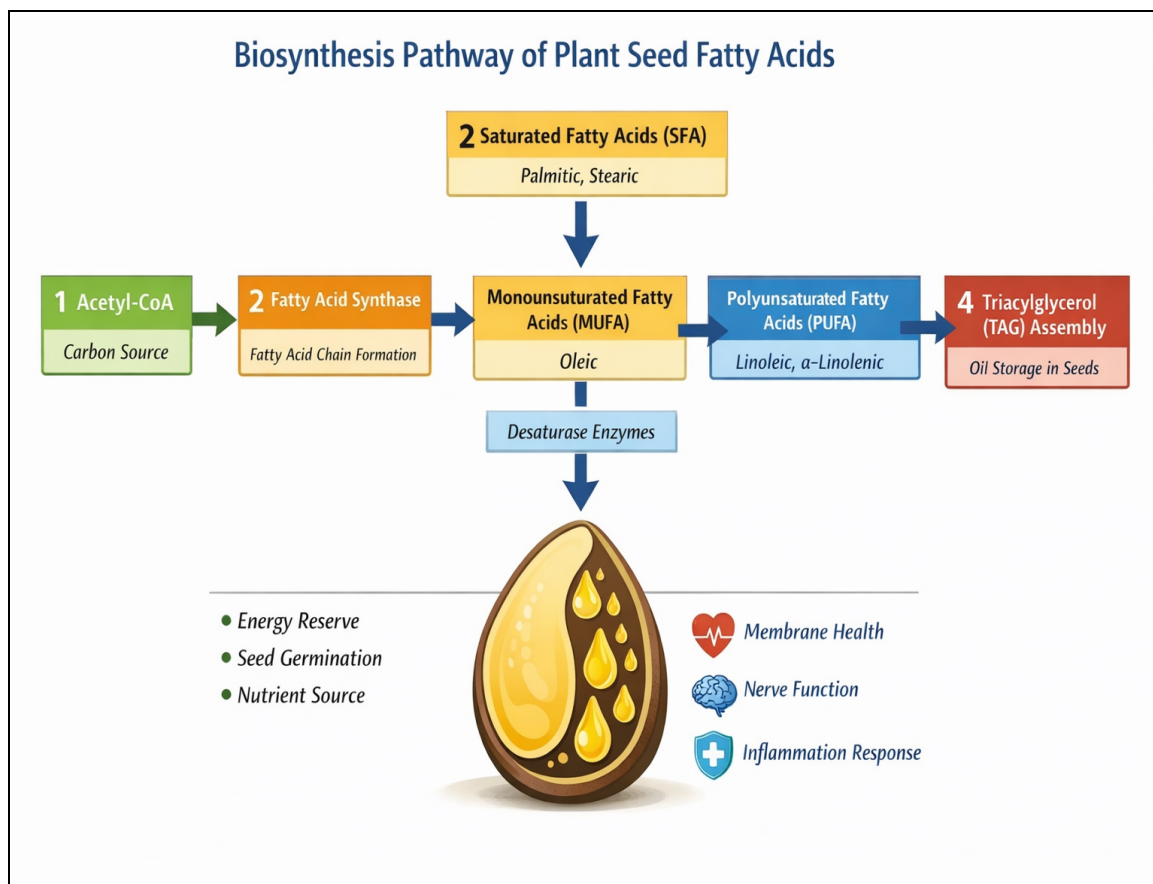 Biosynthesis Pathway of Plant Seed Fatty Acids
2 Saturated Fatty Acids (SFA)
Palmitic, Stearic
1 Acetyl-CoA
Carbon Source
2 Fatty Acid Synthase
Fatty Acid Chain Formation
Monounsuturated Fatty
Acids (MUFA)
Oleic
Polyunsaturated Fatty
Acids (PUFA)
Linoleic, α-Linolenic
4 Triacylglycerol
(TAG) Assembly
Oil Storage in Seeds
Desaturase Enzymes
• Energy Reserve
• Seed Germination
• Nutrient Source
Membrane Health
Nerve Function
Inflammation Response